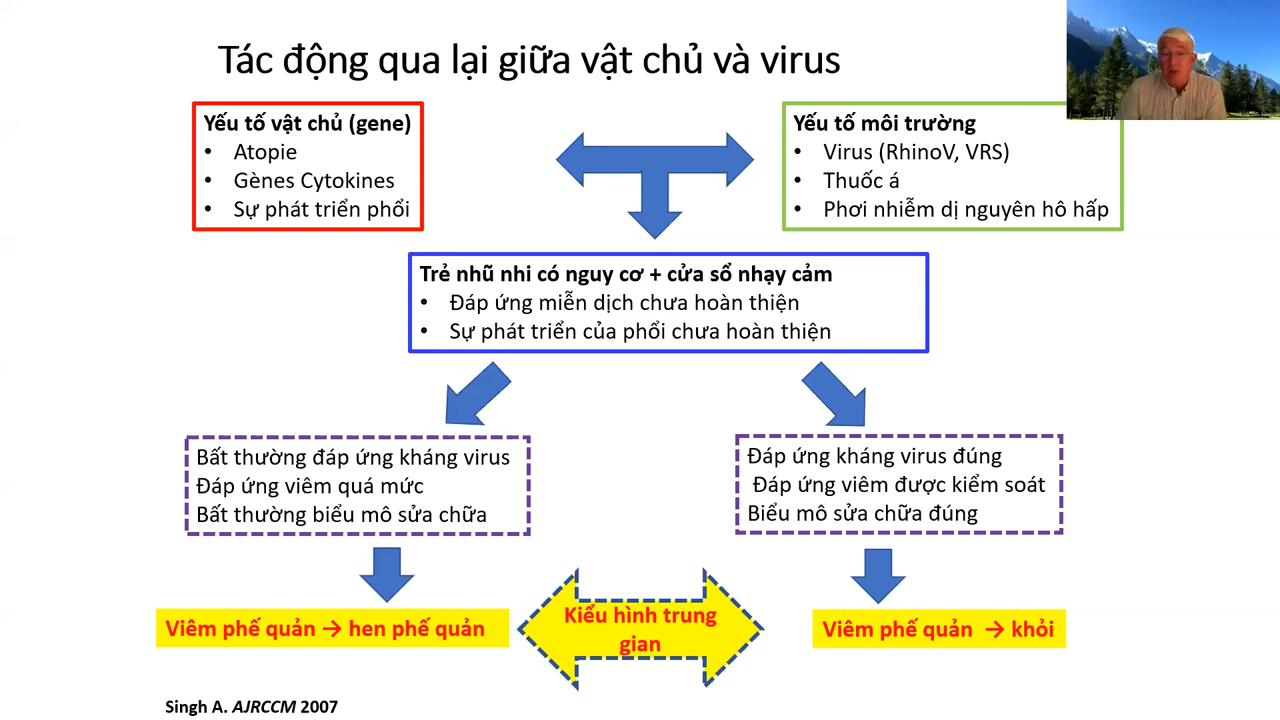 Tác động qua lại giữa vật chủ và virus
Yếu tố vật chủ (gene)
• Atopie
• Gènes Cytokines
• Sự phát triển phổi
Yếu tố môi trường
• Virus (RhinoV, VRS)
• Thuốc á
• Phơi nhiễm dị nguyên hô hấp
Trẻ nhũ nhi có nguy cơ + cửa sổ nhạy cảm
• Đáp ứng miễn dịch chưa hoàn thiện
• Sự phát triển của phổi chưa hoàn thiện
Bất thường đáp ứng kháng virus
Đáp ứng viêm quá mức
Bất thường biểu mô sửa chữa
Đáp ứng kháng virus đúng
Đáp ứng viêm được kiểm soát
Biểu mô sửa chữa đúng
Viêm phế quản → hen phế quản
Kiểu hình trung
gian
Viêm phế quản → khỏi
Singh A. AJRCCM 2007